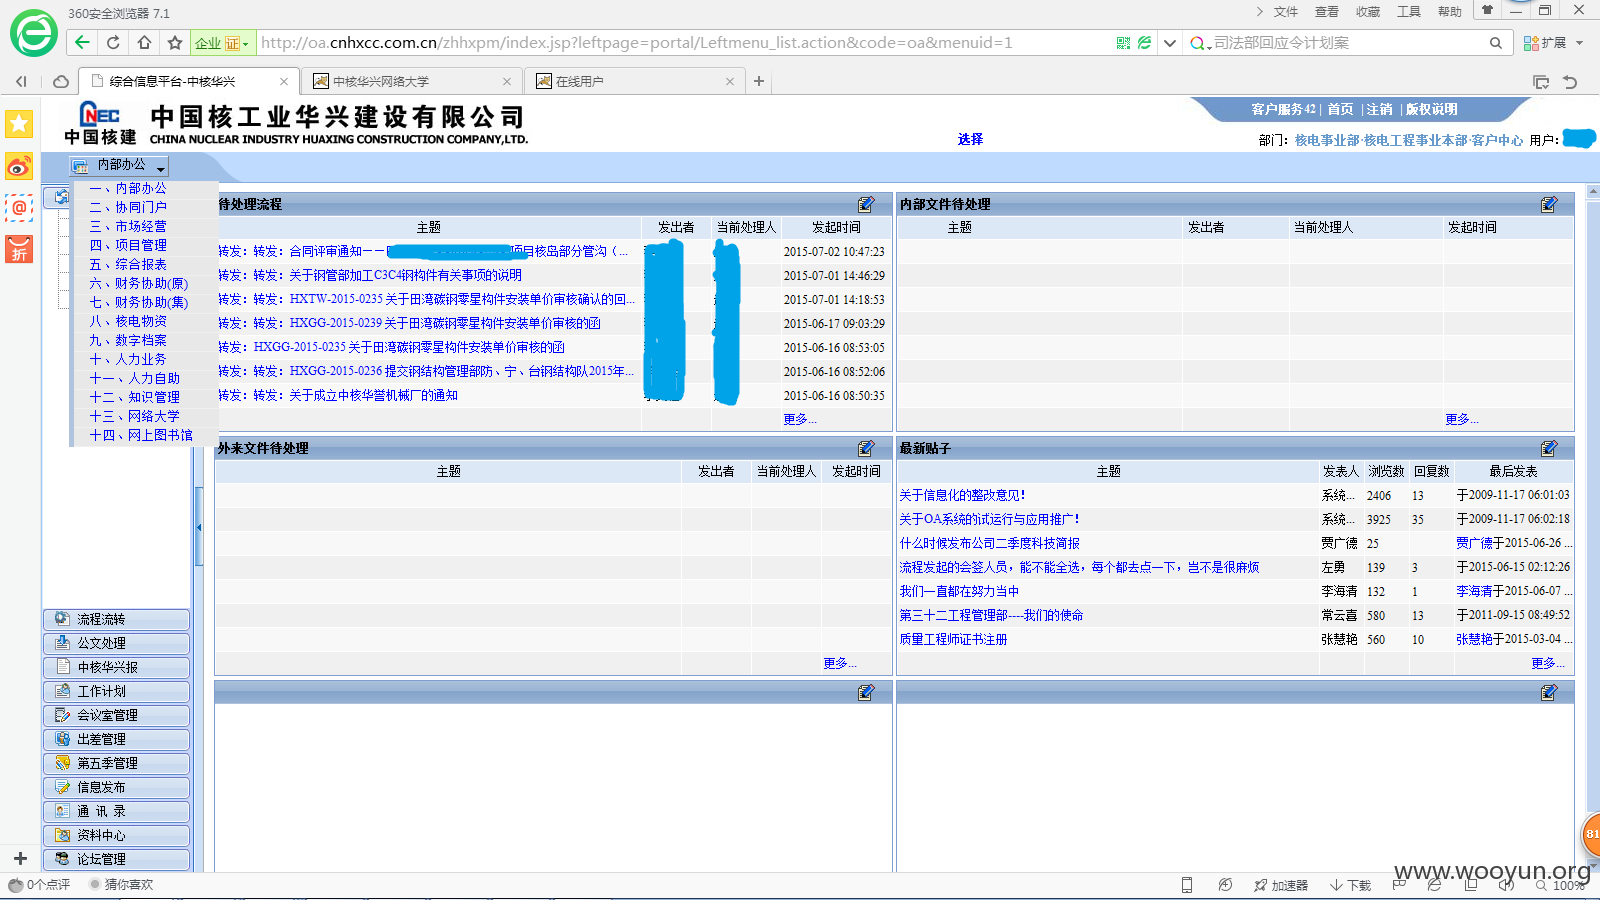 360安全浏览器 7.1
文件 查看 收藏 工具 帮助
企业 证 http://oa.cnhxcc.com.cn/zhhxpm/index.jsp?leftpage=portal/Leftmenu_list.action&code=oa&menuid=1
司法部回应令计划案
扩展
综合信息平台-中核华兴
中核华兴网络大学
在线用户
NEC
中国核建
中国核工业华兴建设有限公司
CHINA NUCLEAR INDUSTRY HUAXING CONSTRUCTION COMPANY,LTD.
选择
客户服务42 | 首页 | 注销 | 版权说明
部门：核电事业部·核电工程事业本部·客户中心 用户：
折
内部办公
一、内部办公
二、协同门户
三、市场经营
四、项目管理
五、综合报表
六、财务协助(原)
七、财务协助(集)
八、核电物资
九、数字档案
十、人力业务
十一、人力自助
十二、知识管理
十三、网络大学
十四、网上图书馆
流程流转
公文处理
中核华兴报
工作计划
会议室管理
出差管理
第五季管理
信息发布
通 讯 录
资料中心
论坛管理
待处理流程
主题 发出者 当前处理人 发起时间
转发：转发：合同评审通知－－ 项目核岛部分管沟（... 2015-07-02 10:47:23
转发：转发：关于钢管部加工C3C4钢构件有关事项的说明 2015-07-01 14:46:29
转发：转发：HXTW-2015-0235 关于田湾碳钢零星构件安装单价审核确认的回... 2015-07-01 14:18:53
转发：转发：HXGG-2015-0239 关于田湾碳钢零星构件安装单价审核的函 2015-06-17 09:03:29
转发：HXGG-2015-0235 关于田湾碳钢零星构件安装单价审核的函 2015-06-16 08:53:05
转发：转发：HXGG-2015-0236 提交钢结构管理部防、宁、台钢结构队2015年... 2015-06-16 08:52:06
转发：转发：关于成立中核华誉机械厂的通知 2015-06-16 08:50:35
更多...
内部文件待处理
主题 发出者 当前处理人 发起时间
更多...
外来文件待处理
主题 发出者 当前处理人 发起时间
更多...
最新贴子
主题 发表人 浏览数 回复数 最后发表
关于信息化的整改意见！ 系统... 2406 13 于2009-11-17 06:01:03
关于OA系统的试运行与应用推广！ 系统... 3925 35 于2009-11-17 06:02:18
什么时候发布公司二季度科技简报 贾广德 25 贾广德于2015-06-26 ...
流程发起的会签人员，能不能全选，每个都去点一下，岂不是很麻烦 左勇 139 3 于2015-06-15 02:12:26
我们一直都在努力当中 李海清 132 1 李海清于2015-06-07 ...
第三十二工程管理部----我们的使命 常云喜 580 13 于2011-09-15 08:49:52
质量工程师证书注册 张慧艳 560 10 张慧艳于2015-03-04 ...
更多...
81
www.wooyun.org
0个点评 猜你喜欢
加速器 下载 100%